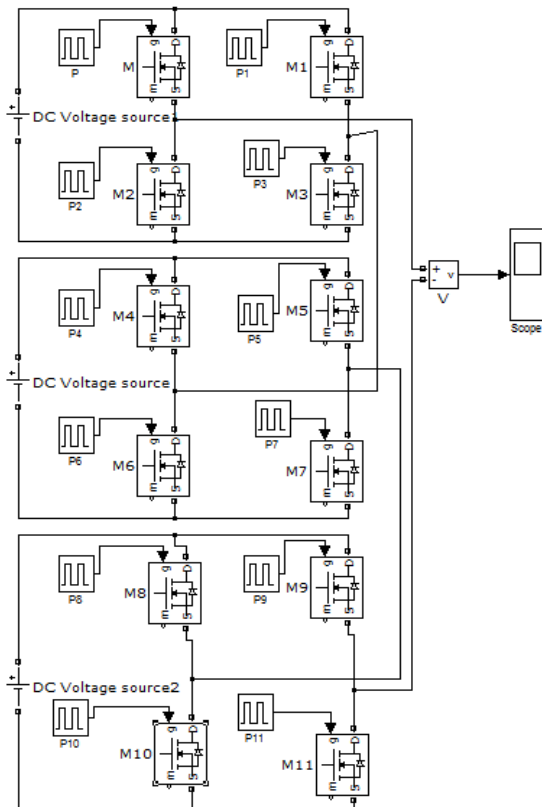 g D
P M
m S
g D
P1 M1
m S
DC Voltage source1
g D
P2 M2
m S
g D
P3 M3
m S
+ v
-
V
Scope
g D
P4 M4
m S
g D
P5 M5
m S
DC Voltage source
g D
P6 M6
m S
g D
P7 M7
m S
g D
P8 M8
m S
g D
P9 M9
m S
DC Voltage source2
g D
P10 M10
m S
g D
P11 M11
m S